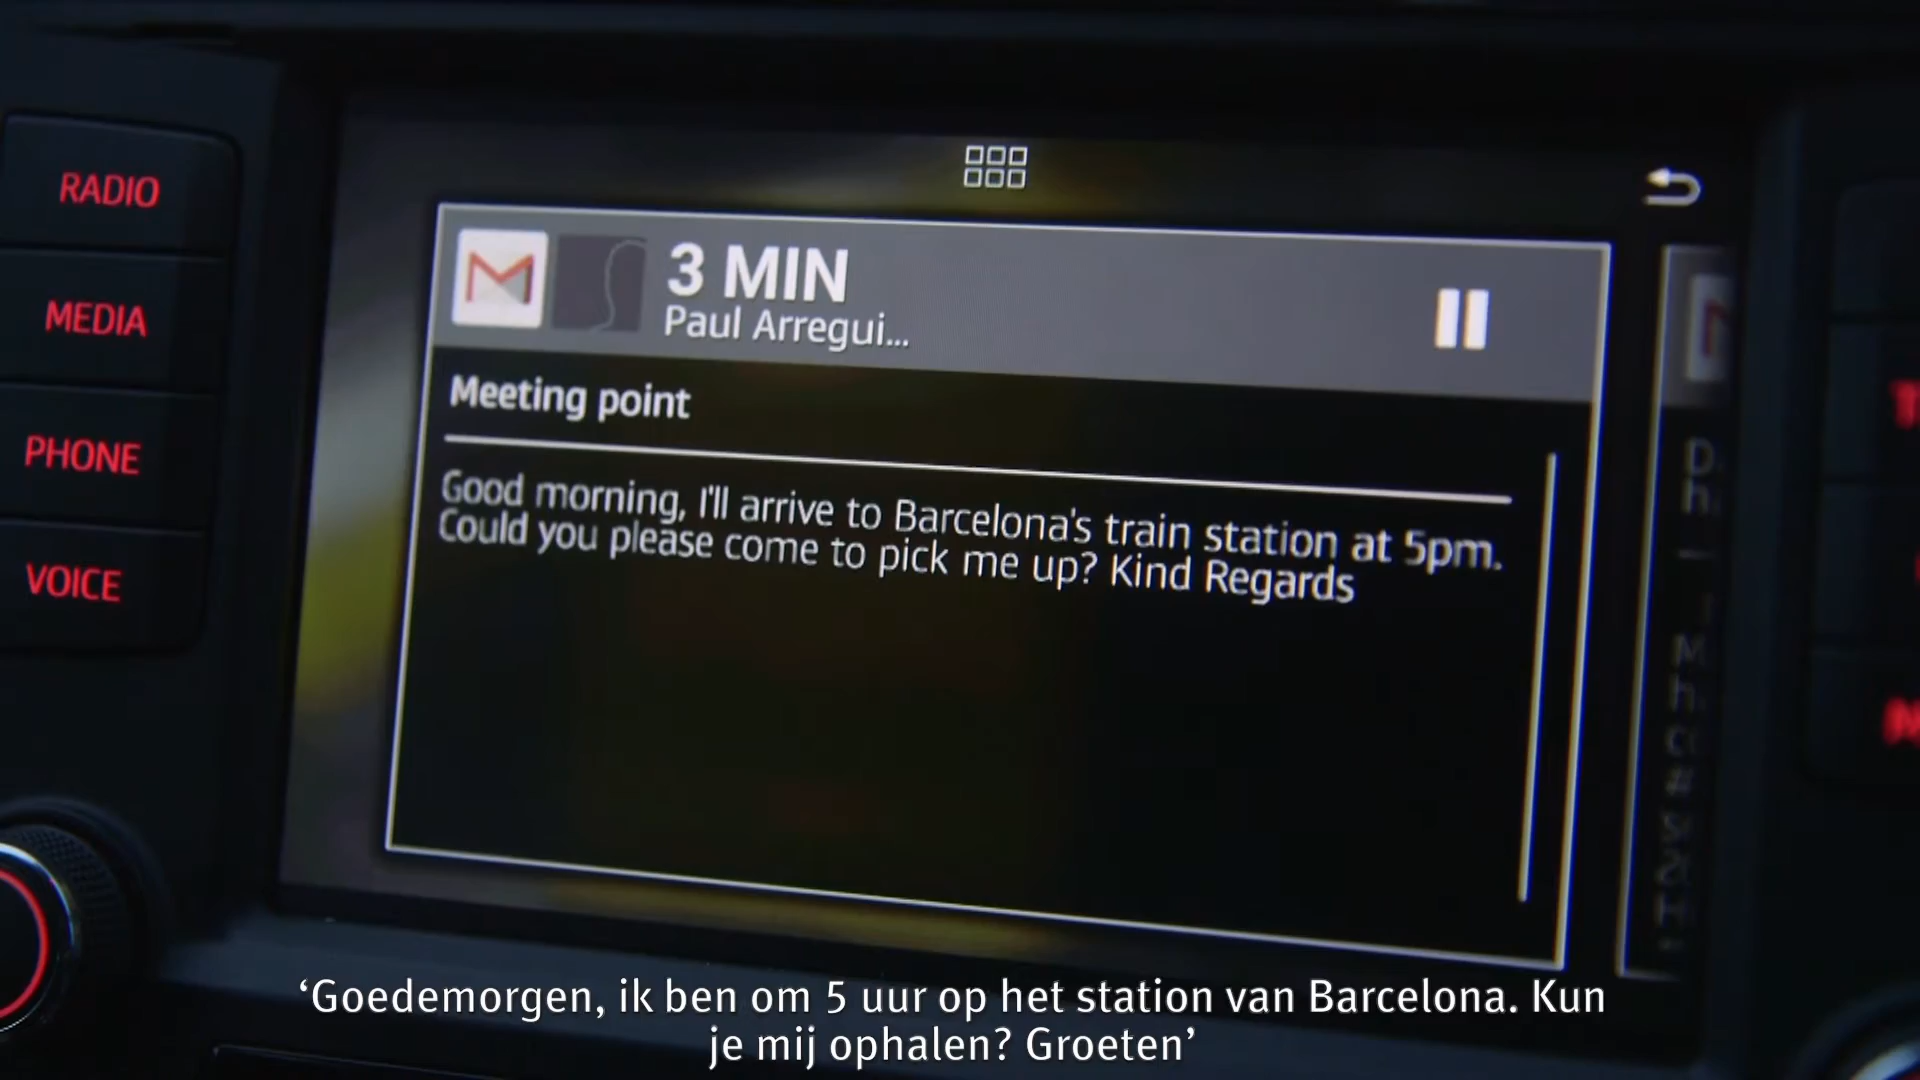 RADIO
MEDIA
PHONE
VOICE
3 MIN
Paul Arregui...
Meeting point
Good morning, I'll arrive to Barcelona's train station at 5pm.
Could you please come to pick me up? Kind Regards
‘Goedemorgen, ik ben om 5 uur op het station van Barcelona. Kun
je mij ophalen? Groeten’